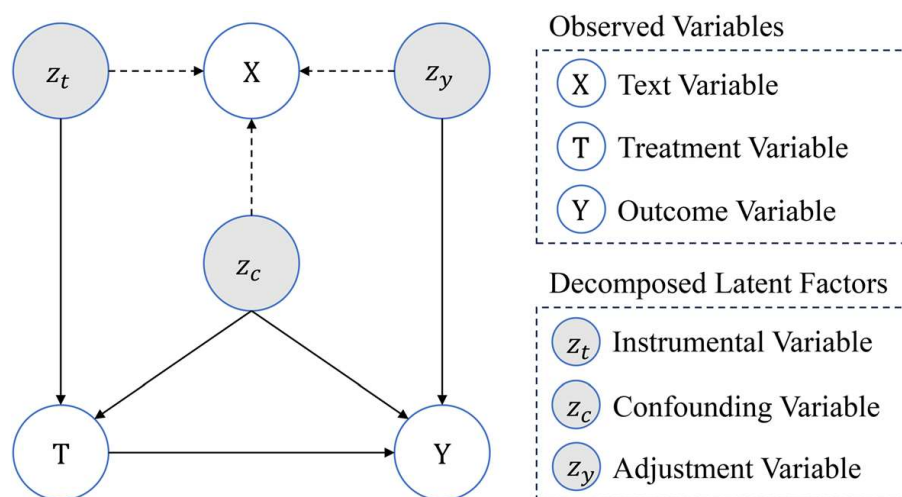 z_t
X
z_y
z_c
T
Y
Observed Variables
X Text Variable
T Treatment Variable
Y Outcome Variable
Decomposed Latent Factors
z_t Instrumental Variable
z_c Confounding Variable
z_y Adjustment Variable